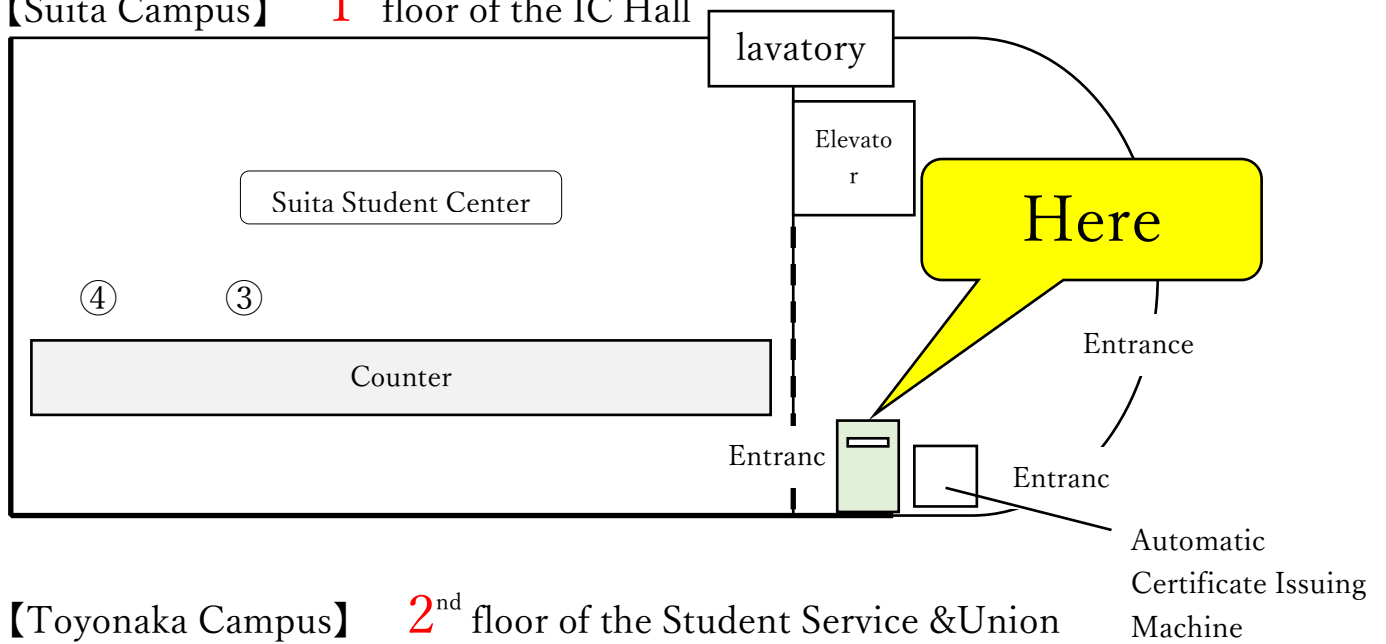 【Suita Campus】 1 floor of the IC Hall
lavatory
Elevato
r
Suita Student Center
Here
④ ③
Entrance
Counter
Entranc
Entranc
Automatic
Certificate Issuing
Machine
【Toyonaka Campus】 2nd floor of the Student Service &Union